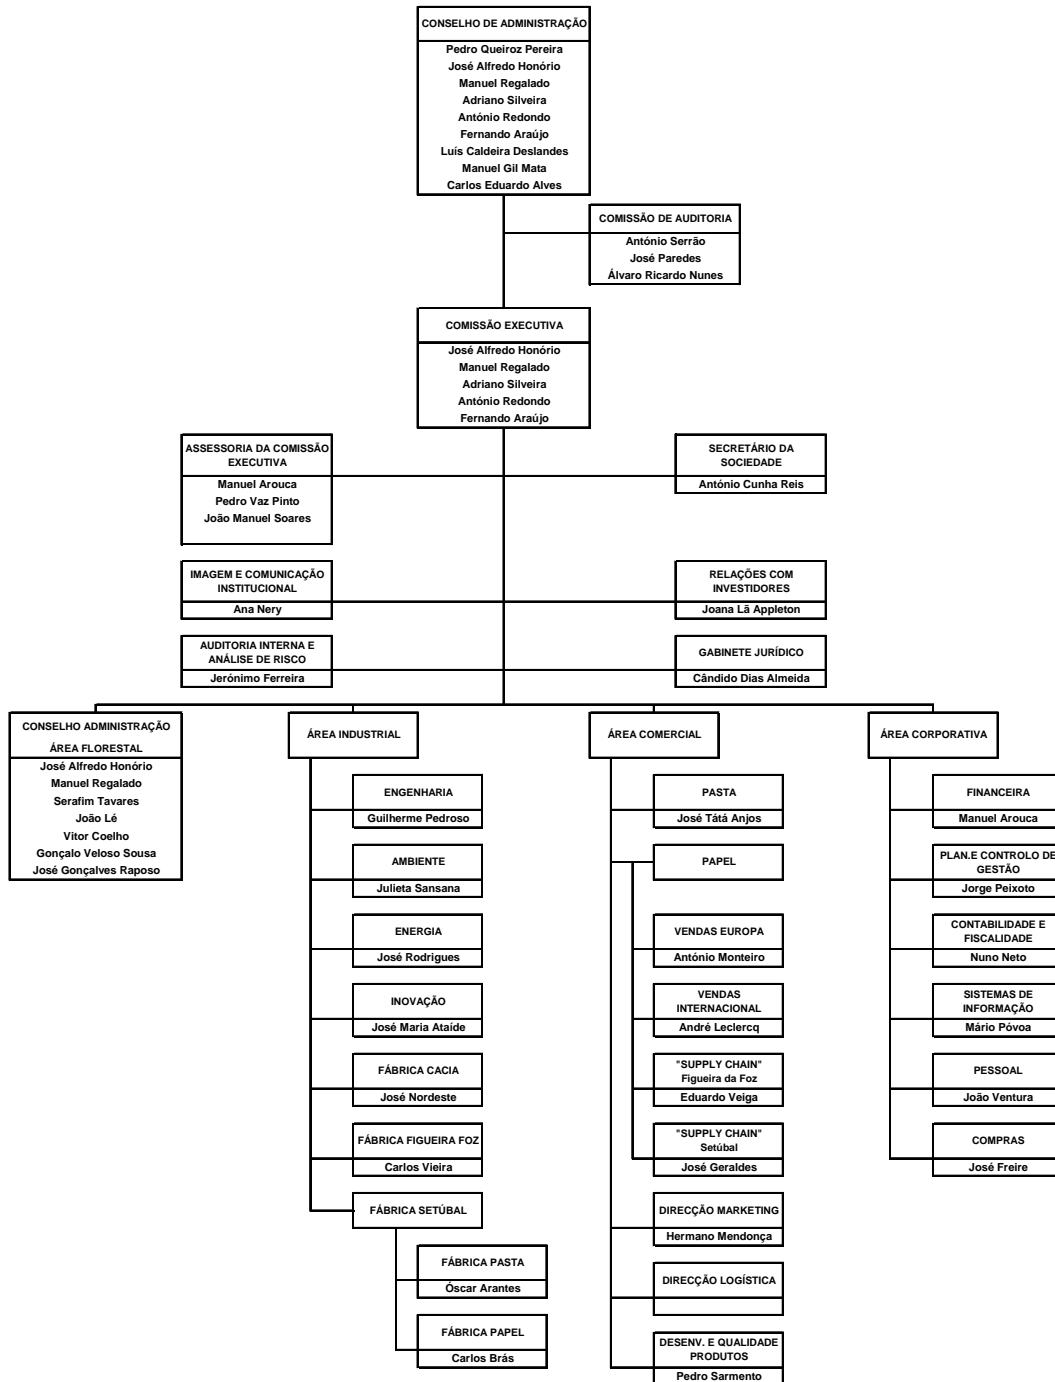 CONSELHO DE ADMINISTRAÇÃO
Pedro Queiroz Pereira
José Alfredo Honório
Manuel Regalado
Adriano Silveira
António Redondo
Fernando Araújo
Luís Caldeira Deslandes
Manuel Gil Mata
Carlos Eduardo Alves
COMISSÃO DE AUDITORIA
António Serrão
José Paredes
Álvaro Ricardo Nunes
COMISSÃO EXECUTIVA
José Alfredo Honório
Manuel Regalado
Adriano Silveira
António Redondo
Fernando Araújo
ASSESSORIA DA COMISSÃO
EXECUTIVA
Manuel Arouca
Pedro Vaz Pinto
João Manuel Soares
SECRETÁRIO DA
SOCIEDADE
António Cunha Reis
IMAGEM E COMUNICAÇÃO
INSTITUCIONAL
Ana Nery
RELAÇÕES COM
INVESTIDORES
Joana Lã Appleton
AUDITORIA INTERNA E
ANÁLISE DE RISCO
Jerónimo Ferreira
GABINETE JURÍDICO
Cândido Dias Almeida
CONSELHO ADMINISTRAÇÃO
ÁREA FLORESTAL
José Alfredo Honório
Manuel Regalado
Serafim Tavares
João Lé
Vitor Coelho
Gonçalo Veloso Sousa
José Gonçalves Raposo
ÁREA INDUSTRIAL
ENGENHARIA
Guilherme Pedroso
AMBIENTE
Julieta Sansana
ENERGIA
José Rodrigues
INOVAÇÃO
José Maria Ataíde
FÁBRICA CACIA
José Nordeste
FÁBRICA FIGUEIRA FOZ
Carlos Vieira
FÁBRICA SETÚBAL
FÁBRICA PASTA
Óscar Arantes
FÁBRICA PAPEL
Carlos Brás
ÁREA COMERCIAL
PASTA
José Tátá Anjos
PAPEL
VENDAS EUROPA
António Monteiro
VENDAS
INTERNACIONAL
André Leclercq
"SUPPLY CHAIN"
Figueira da Foz
Eduardo Veiga
"SUPPLY CHAIN"
Setúbal
José Geraldes
DIRECÇÃO MARKETING
Hermano Mendonça
DIRECÇÃO LOGÍSTICA
DESENV. E QUALIDADE
PRODUTOS
Pedro Sarmento
ÁREA CORPORATIVA
FINANCEIRA
Manuel Arouca
PLAN.E CONTROLO DE
GESTÃO
Jorge Peixoto
CONTABILIDADE E
FISCALIDADE
Nuno Neto
SISTEMAS DE
INFORMAÇÃO
Mário Póvoa
PESSOAL
João Ventura
COMPRAS
José Freire